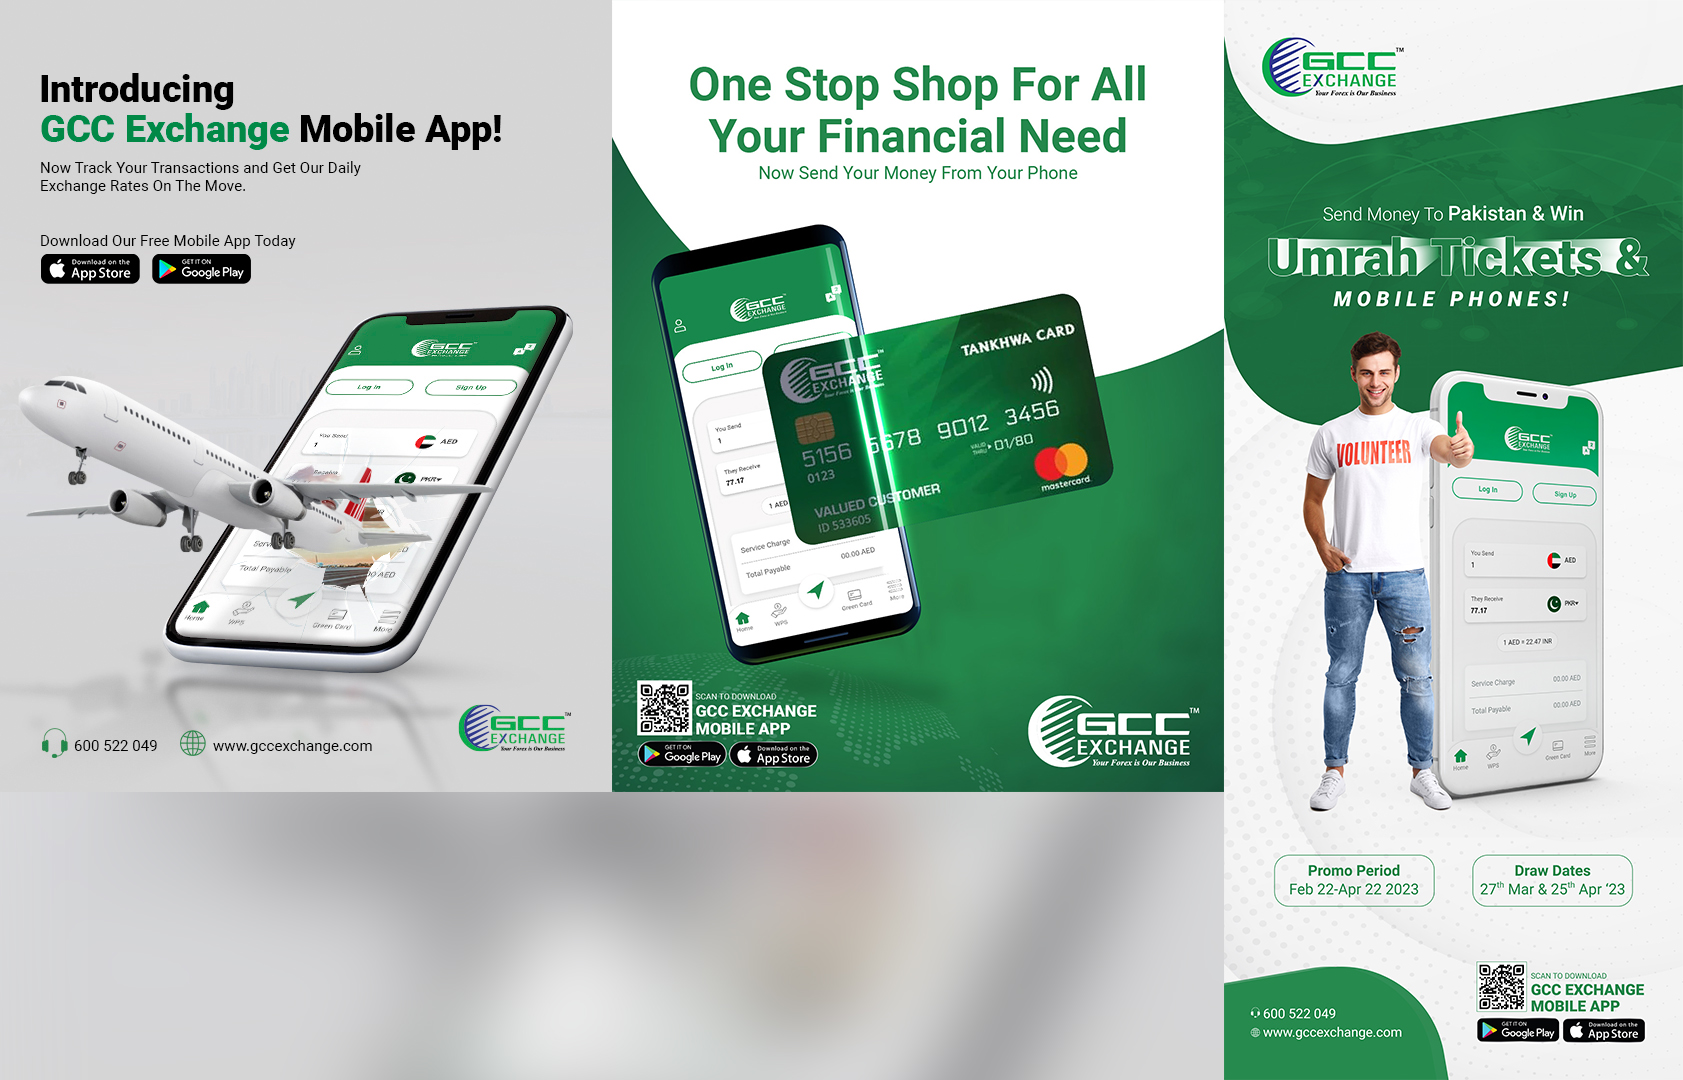 Introducing
GCC Exchange Mobile App!
Now Track Your Transactions and Get Our Daily
Exchange Rates On The Move.
Download Our Free Mobile App Today
Download on the
App Store
GET IT ON
Google Play
GCC
EXCHANGE
Log In
Sign Up
You Send
1
AED
Receive
PKR
Total Payable
AED
Home
WPS
Green Card
More
600 522 049
www.gccexchange.com
GCC™
EXCHANGE
Your Forex is Our Business
One Stop Shop For All
Your Financial Need
Now Send Your Money From Your Phone
GCC
EXCHANGE
Log In
You Send
1
They Receive
77.17
1 AED
Service Charge
00.00 AED
Total Payable
Home
WPS
Green Card
More
TANKHWA CARD
GCC™
EXCHANGE
Your Forex is Our Business
5156 5678 9012 3456
0123
VALID THRU 01/80
VALUED CUSTOMER
ID 533605
mastercard
SCAN TO DOWNLOAD
GCC EXCHANGE
MOBILE APP
GET IT ON
Google Play
Download on the
App Store
GCC™
EXCHANGE
Your Forex is Our Business
GCC™
EXCHANGE
Your Forex is Our Business
Send Money To Pakistan & Win
Umrah Tickets &
MOBILE PHONES!
VOLUNTEER
GCC
EXCHANGE
Log In
Sign Up
You Send
1
AED
They Receive
77.17
PKR
1 AED = 22.47 INR
Service Charge
00.00 AED
Total Payable
00.00 AED
Home
WPS
Green Card
More
Promo Period
Feb 22-Apr 22 2023
Draw Dates
27th Mar & 25th Apr ‘23
600 522 049
www.gccexchange.com
SCAN TO DOWNLOAD
GCC EXCHANGE
MOBILE APP
GET IT ON
Google Play
Download on the
App Store